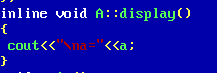 inline void A::display()
{
cout<<"\na="<<a;